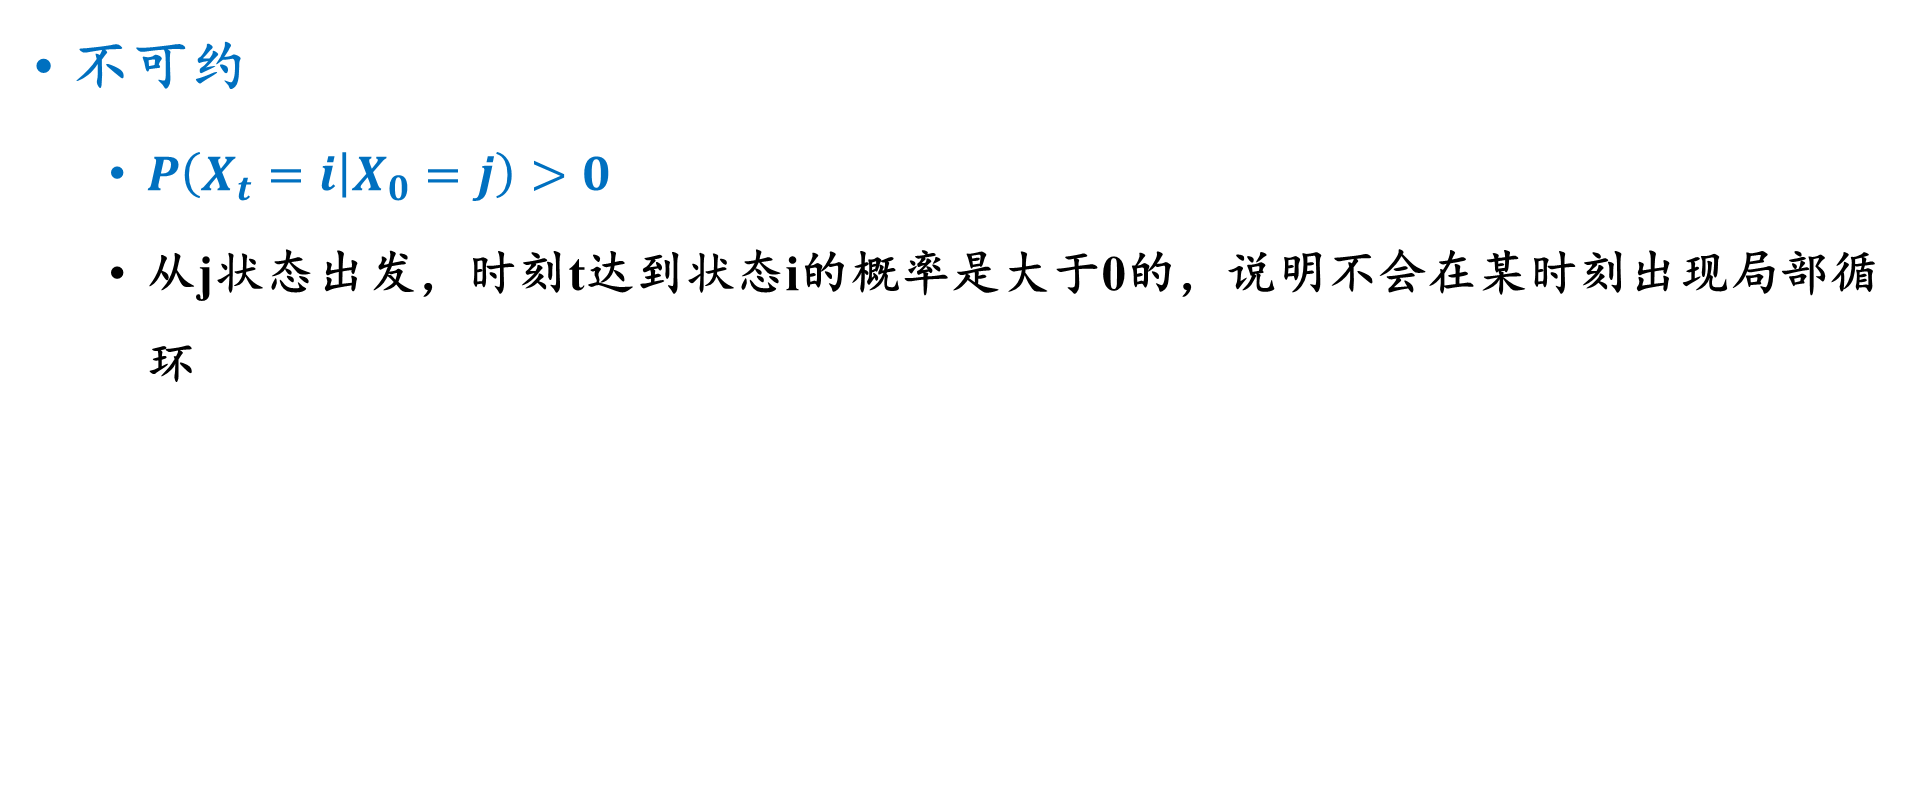 • 不可约
• P(X_t = i|X_0 = j) > 0
• 从j状态出发，时刻t达到状态i的概率是大于0的，说明不会在某时刻出现局部循
环